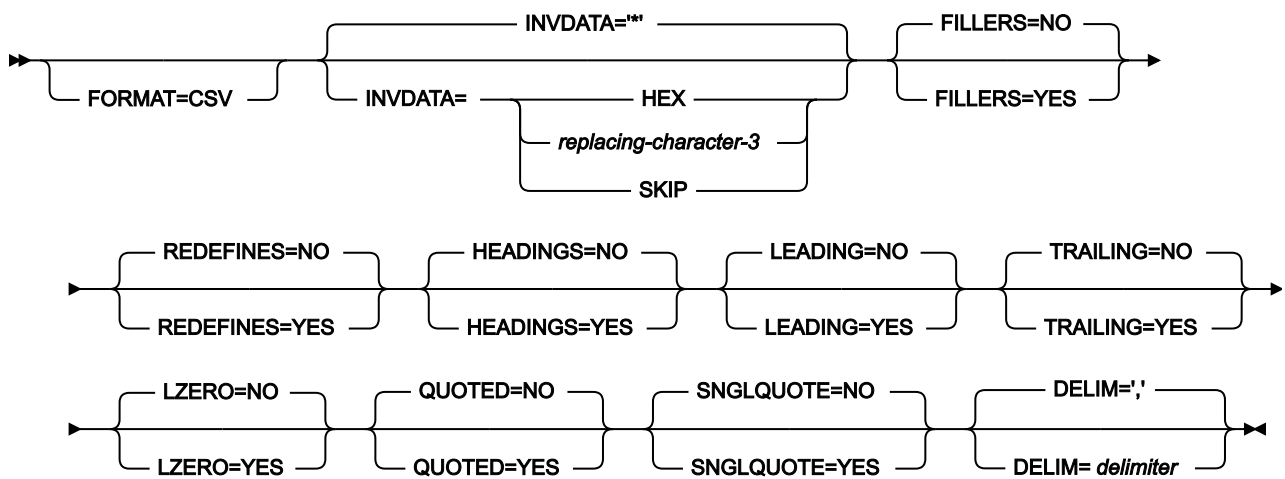 INVDATA='*' FILLERS=NO
FORMAT=CSV INVDATA= HEX FILLERS=YES
replacing-character-3
SKIP
REDEFINES=NO HEADINGS=NO LEADING=NO TRAILING=NO
REDEFINES=YES HEADINGS=YES LEADING=YES TRAILING=YES
LZERO=NO QUOTED=NO SNGLQUOTE=NO DELIM=','
LZERO=YES QUOTED=YES SNGLQUOTE=YES DELIM= delimiter